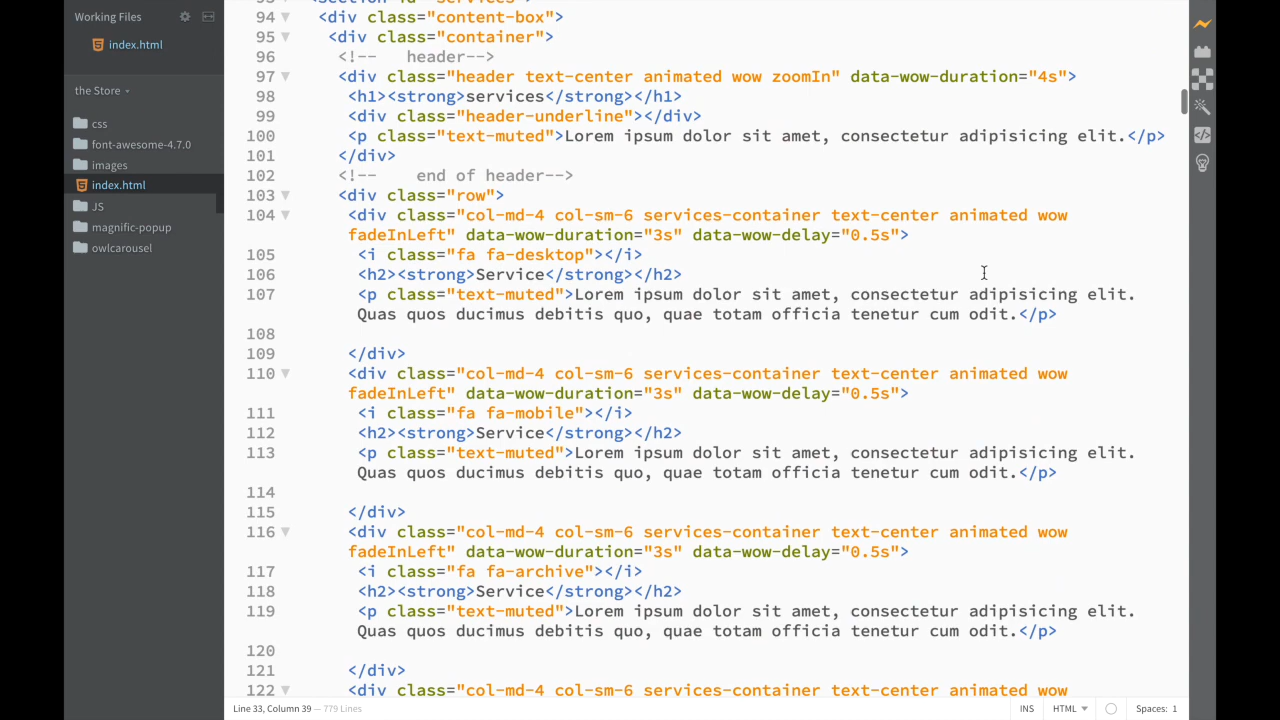 Working Files
index.html
the Store
css
font-awesome-4.7.0
images
index.html
JS
magnific-popup
owlcarousel
94 <div class="content-box">
95 <div class="container">
96 <!-- header-->
97 <div class="header text-center animated wow zoomIn" data-wow-duration="4s">
98 <h1><strong>services</strong></h1>
99 <div class="header-underline"></div>
100 <p class="text-muted">Lorem ipsum dolor sit amet, consectetur adipisicing elit.</p>
101 </div>
102 <!-- end of header-->
103 <div class="row">
104 <div class="col-md-4 col-sm-6 services-container text-center animated wow
fadeInLeft" data-wow-duration="3s" data-wow-delay="0.5s">
105 <i class="fa fa-desktop"></i>
106 <h2><strong>Service</strong></h2>
107 <p class="text-muted">Lorem ipsum dolor sit amet, consectetur adipisicing elit.
Quas quos ducimus debitis quo, quae totam officia tenetur cum odit.</p>
108
109 </div>
110 <div class="col-md-4 col-sm-6 services-container text-center animated wow
fadeInLeft" data-wow-duration="3s" data-wow-delay="0.5s">
111 <i class="fa fa-mobile"></i>
112 <h2><strong>Service</strong></h2>
113 <p class="text-muted">Lorem ipsum dolor sit amet, consectetur adipisicing elit.
Quas quos ducimus debitis quo, quae totam officia tenetur cum odit.</p>
114
115 </div>
116 <div class="col-md-4 col-sm-6 services-container text-center animated wow
fadeInLeft" data-wow-duration="3s" data-wow-delay="0.5s">
117 <i class="fa fa-archive"></i>
118 <h2><strong>Service</strong></h2>
119 <p class="text-muted">Lorem ipsum dolor sit amet, consectetur adipisicing elit.
Quas quos ducimus debitis quo, quae totam officia tenetur cum odit.</p>
120
121 </div>
122 <div class="col-md-4 col-sm-6 services-container text-center animated wow
Line 33, Column 39 — 779 Lines
INS HTML Spaces: 1